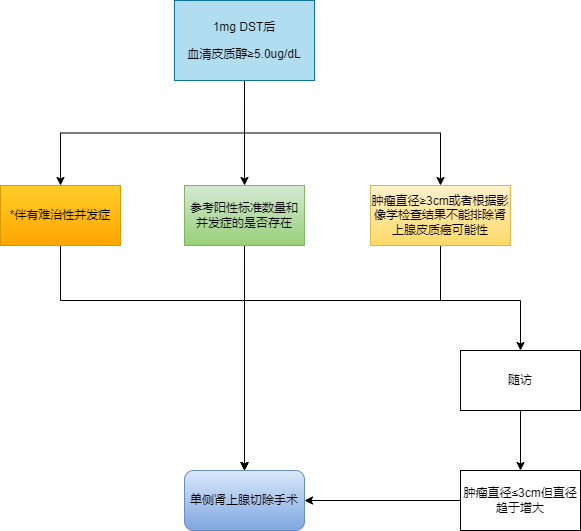 1mg DST后
血清皮质醇≥5.0ug/dL
*伴有难治性并发症
参考阳性标准数量和
并发症的是否存在
肿瘤直径≥3cm或者根据影
像学检查结果不能排除肾
上腺皮质癌可能性
随访
单侧肾上腺切除手术
肿瘤直径≤3cm但直径
趋于增大